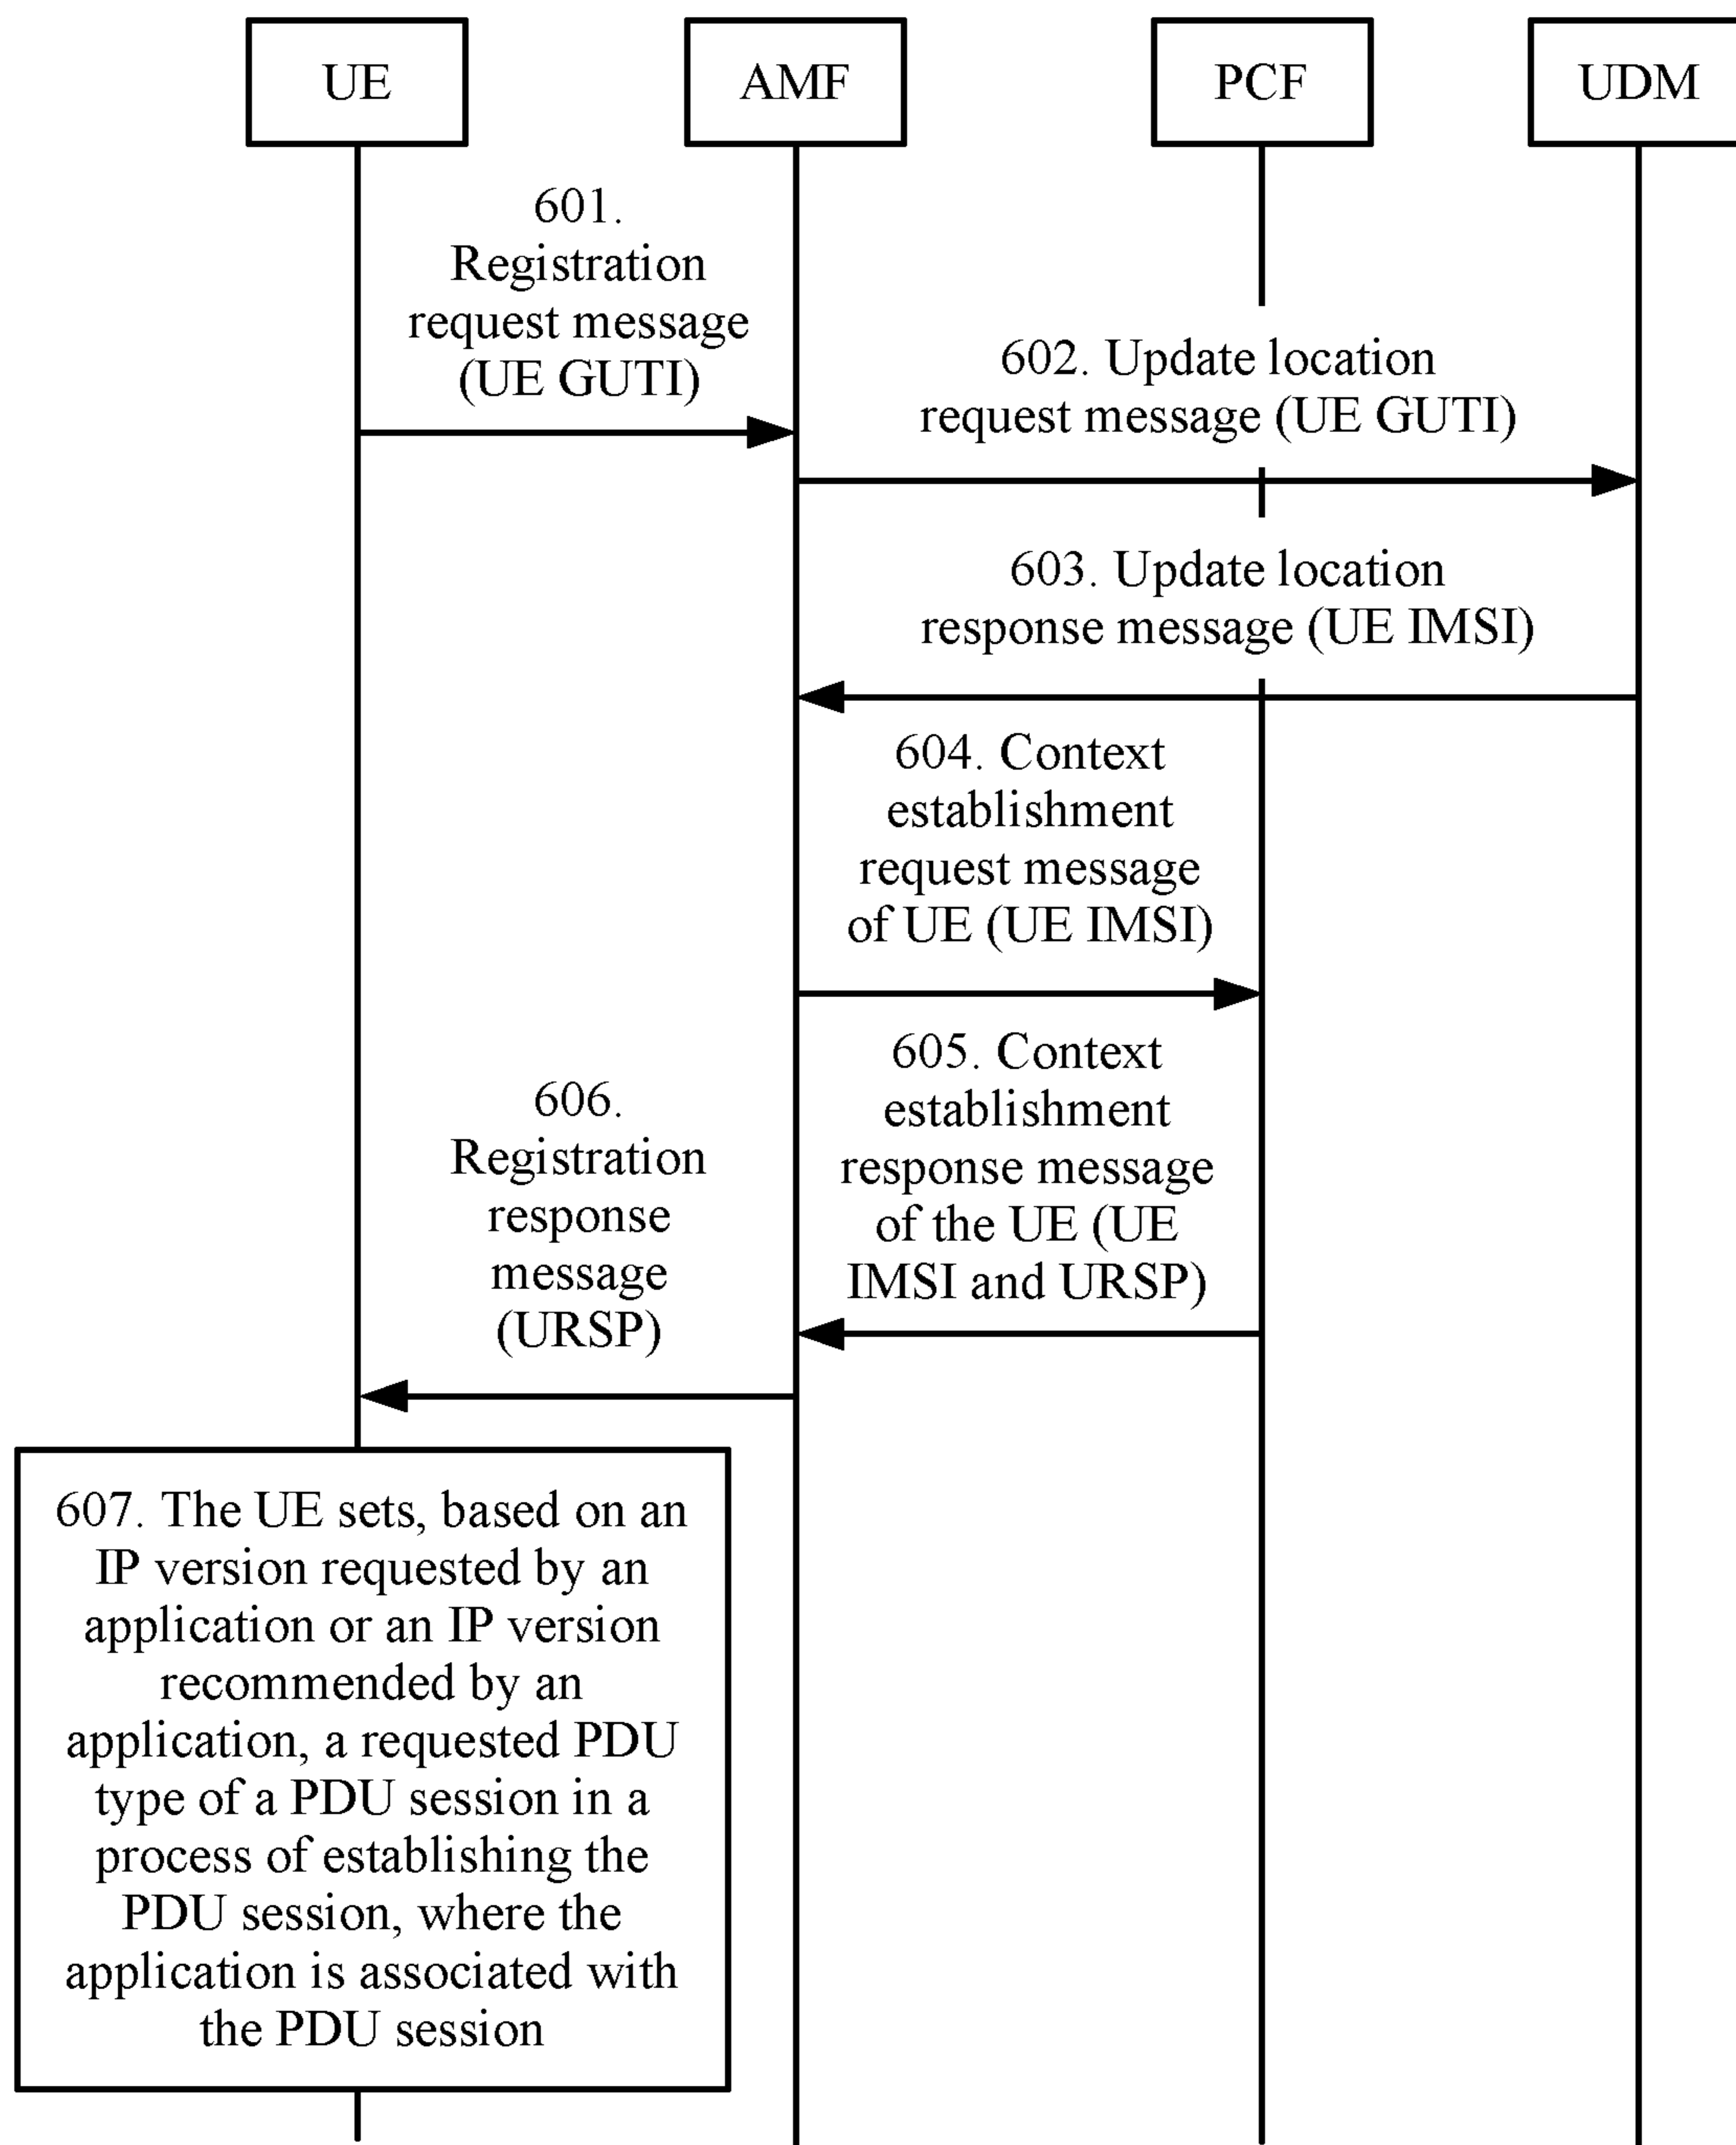 UE
AMF
PCF
UDM
601.
Registration
request message
(UE GUTI)
602. Update location
request message (UE GUTI)
603. Update location
response message (UE IMSI)
604. Context
establishment
request message
of UE (UE IMSI)
605. Context
establishment
response message
of the UE (UE
IMSI and URSP)
606.
Registration
response
message
(URSP)
607. The UE sets, based on an
IP version requested by an
application or an IP version
recommended by an
application, a requested PDU
type of a PDU session in a
process of establishing the
PDU session, where the
application is associated with
the PDU session